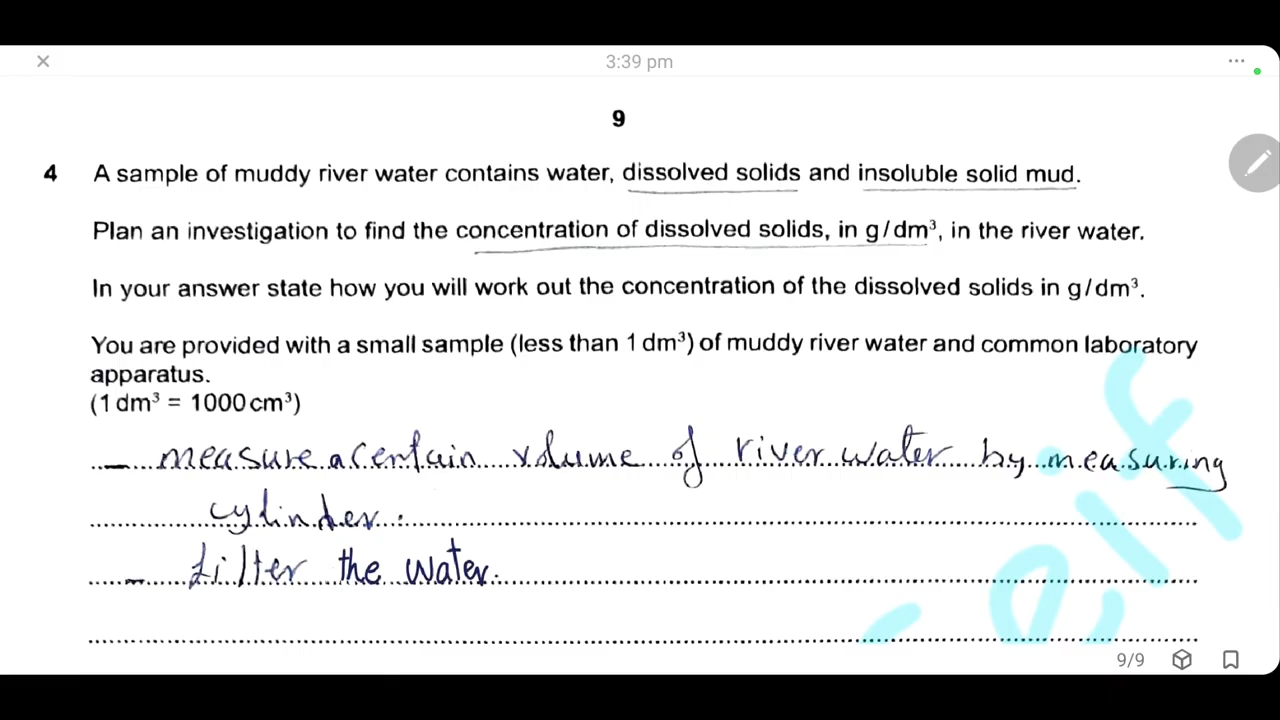 3:39 pm
9
4 A sample of muddy river water contains water, dissolved solids and insoluble solid mud.
Plan an investigation to find the concentration of dissolved solids, in g/dm³, in the river water.
In your answer state how you will work out the concentration of the dissolved solids in g/dm³.
You are provided with a small sample (less than 1 dm³) of muddy river water and common laboratory
apparatus.
(1 dm³ = 1000 cm³)
- measure a certain volume of river water by measuring
cylinder.
- filter the water.
eif
9/9